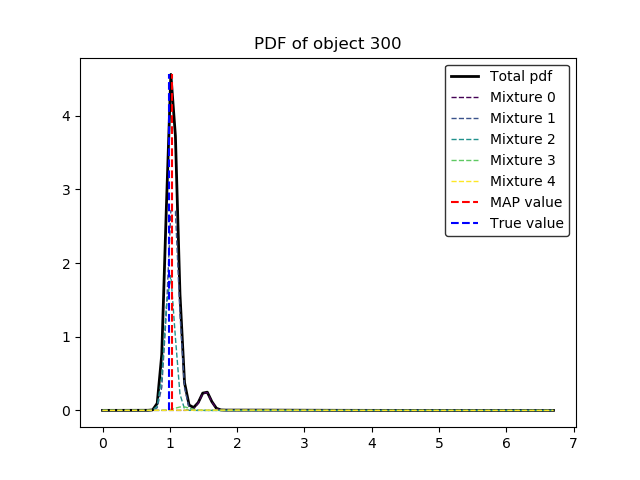 PDF of object 300
Total pdf
Mixture 0
Mixture 1
Mixture 2
Mixture 3
Mixture 4
MAP value
True value
4
3
2
1
0
0 1 2 3 4 5 6 7